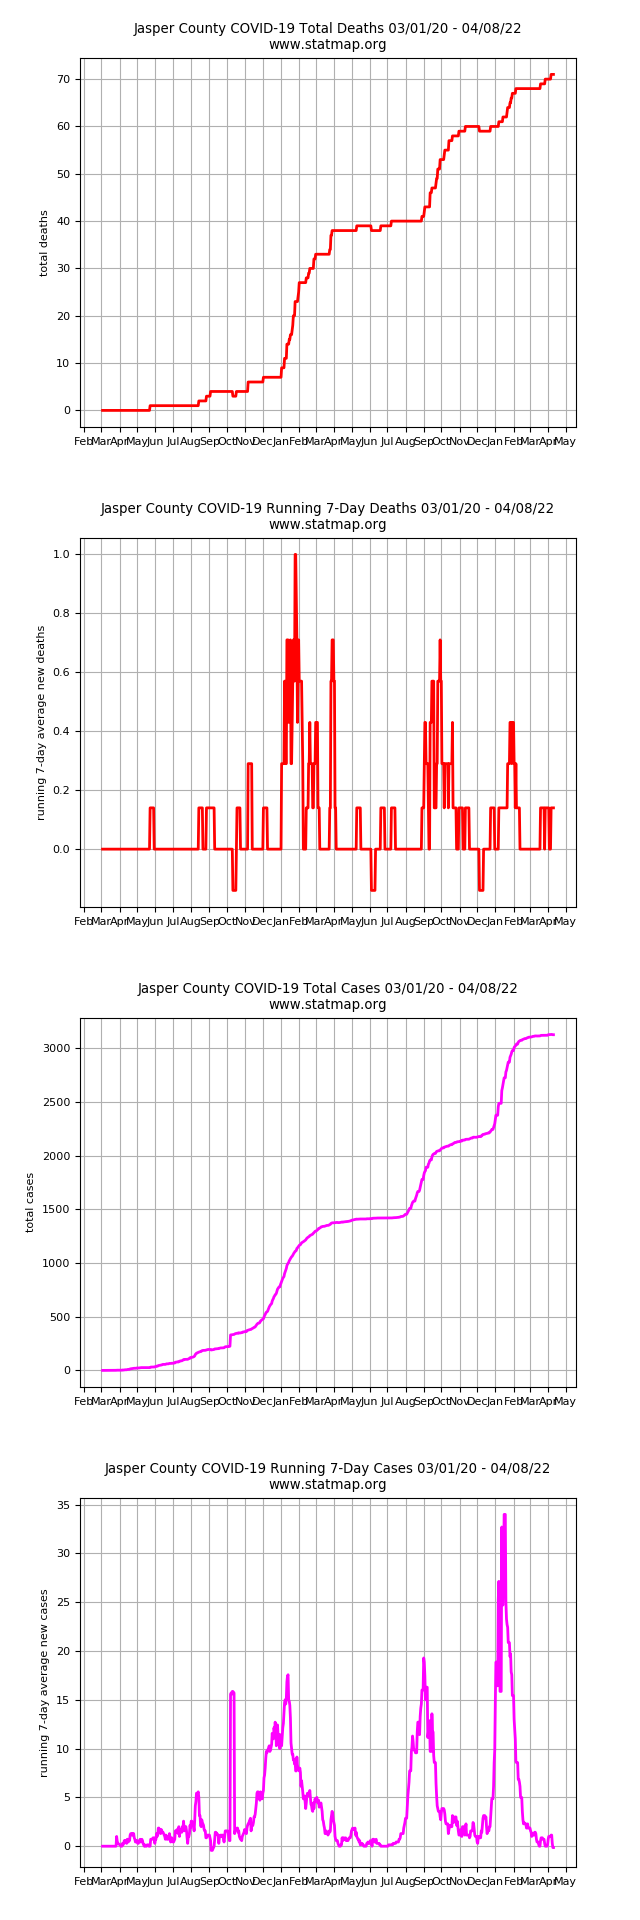 Jasper County COVID-19 Total Deaths 03/01/20 - 04/08/22
www.statmap.org
total deaths
70
60
50
40
30
20
10
0
Feb Mar Apr May Jun Jul Aug Sep Oct Nov Dec Jan Feb Mar Apr May Jun Jul Aug Sep Oct Nov Dec Jan Feb Mar Apr May
Jasper County COVID-19 Running 7-Day Deaths 03/01/20 - 04/08/22
www.statmap.org
running 7-day average new deaths
1.0
0.8
0.6
0.4
0.2
0.0
Feb Mar Apr May Jun Jul Aug Sep Oct Nov Dec Jan Feb Mar Apr May Jun Jul Aug Sep Oct Nov Dec Jan Feb Mar Apr May
Jasper County COVID-19 Total Cases 03/01/20 - 04/08/22
www.statmap.org
total cases
3000
2500
2000
1500
1000
500
0
Feb Mar Apr May Jun Jul Aug Sep Oct Nov Dec Jan Feb Mar Apr May Jun Jul Aug Sep Oct Nov Dec Jan Feb Mar Apr May
Jasper County COVID-19 Running 7-Day Cases 03/01/20 - 04/08/22
www.statmap.org
running 7-day average new cases
35
30
25
20
15
10
5
0
Feb Mar Apr May Jun Jul Aug Sep Oct Nov Dec Jan Feb Mar Apr May Jun Jul Aug Sep Oct Nov Dec Jan Feb Mar Apr May